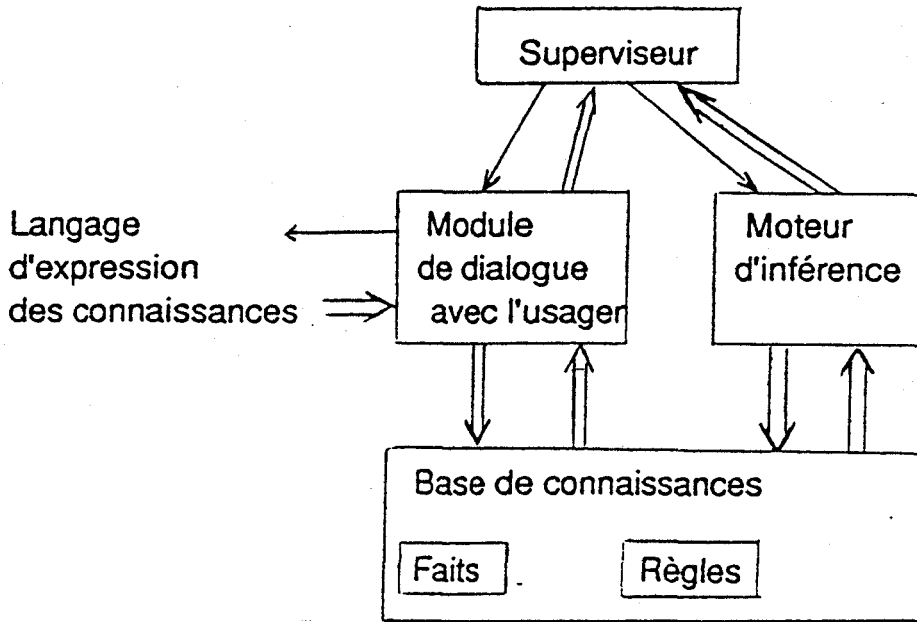 Superviseur
Langage
d'expression
des connaissances
Module
de dialogue
avec l'usager
Moteur
d'inférence
Base de connaissances
Faits
Règles